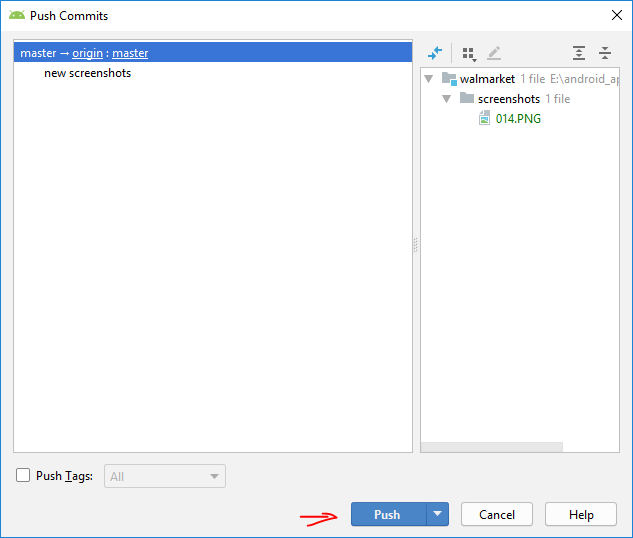 Push Commits
master → origin : master
new screenshots
walmarket 1 file E:\android_ap
screenshots 1 file
014.PNG
Push Tags: All
Push Cancel Help